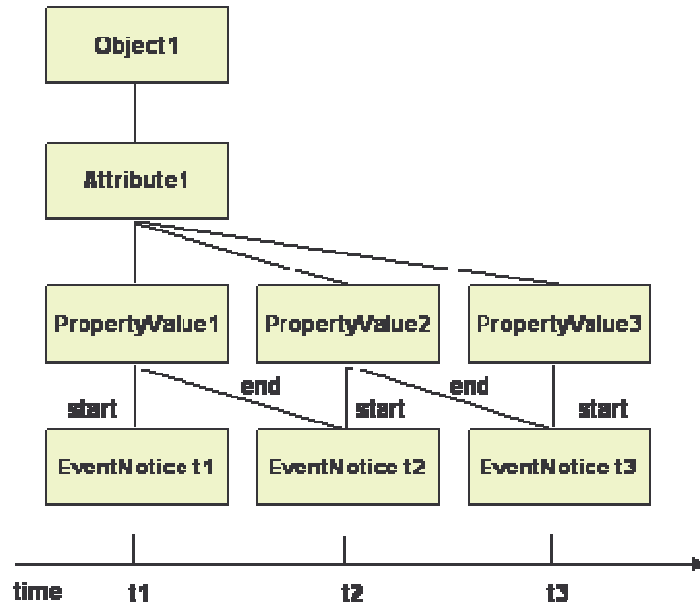 Object1
Attribute1
PropertyValue1 PropertyValue2 PropertyValue3
end end
start start start
EventNotice t1 EventNotice t2 EventNotice t3
time t1 t2 t3